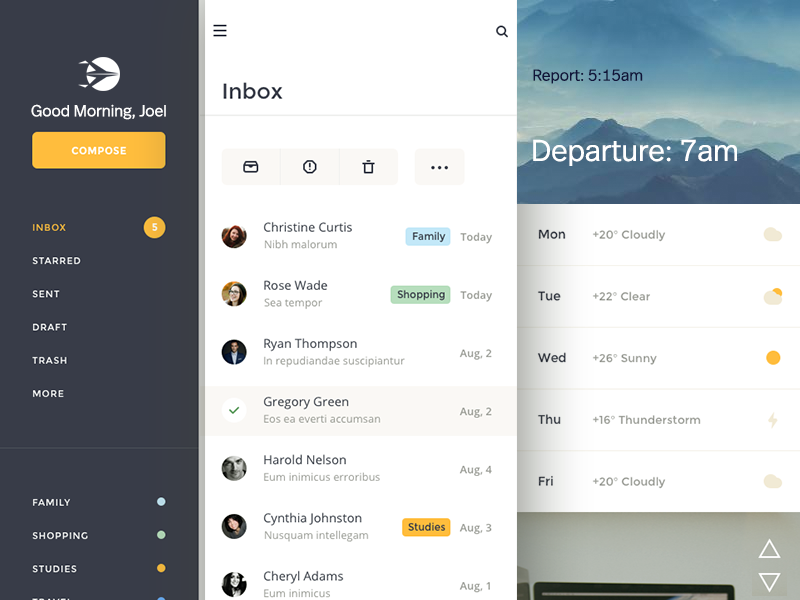 Good Morning, Joel
COMPOSE
INBOX 5
STARRED
SENT
DRAFT
TRASH
MORE
FAMILY
SHOPPING
STUDIES
TRAVEL
Inbox
Christine Curtis
Nibh malorum
Family Today
Rose Wade
Sea tempor
Shopping Today
Ryan Thompson
In repudiandae suscipiantur
Aug, 2
Gregory Green
Eos ea everti accumsan
Aug, 2
Harold Nelson
Eum inimicus erroribus
Aug, 4
Cynthia Johnston
Nusquam intellegam
Studies Aug, 3
Cheryl Adams
Eum inimicus
Aug, 1
Report: 5:15am
Departure: 7am
Mon +20° Cloudly
Tue +22° Clear
Wed +26° Sunny
Thu +16° Thunderstorm
Fri +20° Cloudly